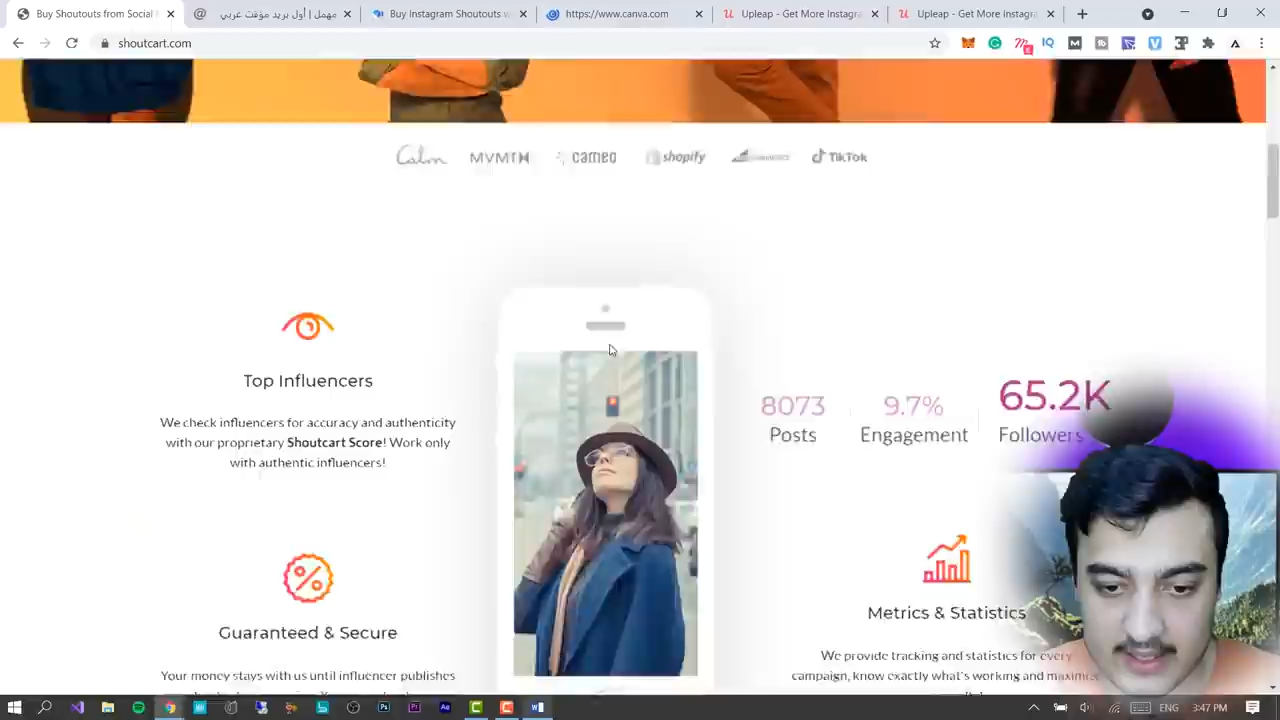 Buy Shoutouts from Social
مهمل | أول بريد مؤقت عربي
Buy Instagram Shoutouts w
https://www.canva.com
Upleap - Get More Instagra
Upleap - Get More Instagra
shoutcart.com
Calm
MVMT
cameo
shopify
TikTok
Top Influencers
We check influencers for accuracy and authenticity
with our proprietary Shoutcart Score! Work only
with authentic influencers!
8073
Posts
9.7%
Engagement
65.2K
Followers
Guaranteed & Secure
Your money stays with us until influencer publishes
Metrics & Statistics
We provide tracking and statistics for every
campaign, know exactly what's working and
ENG
3:47 PM